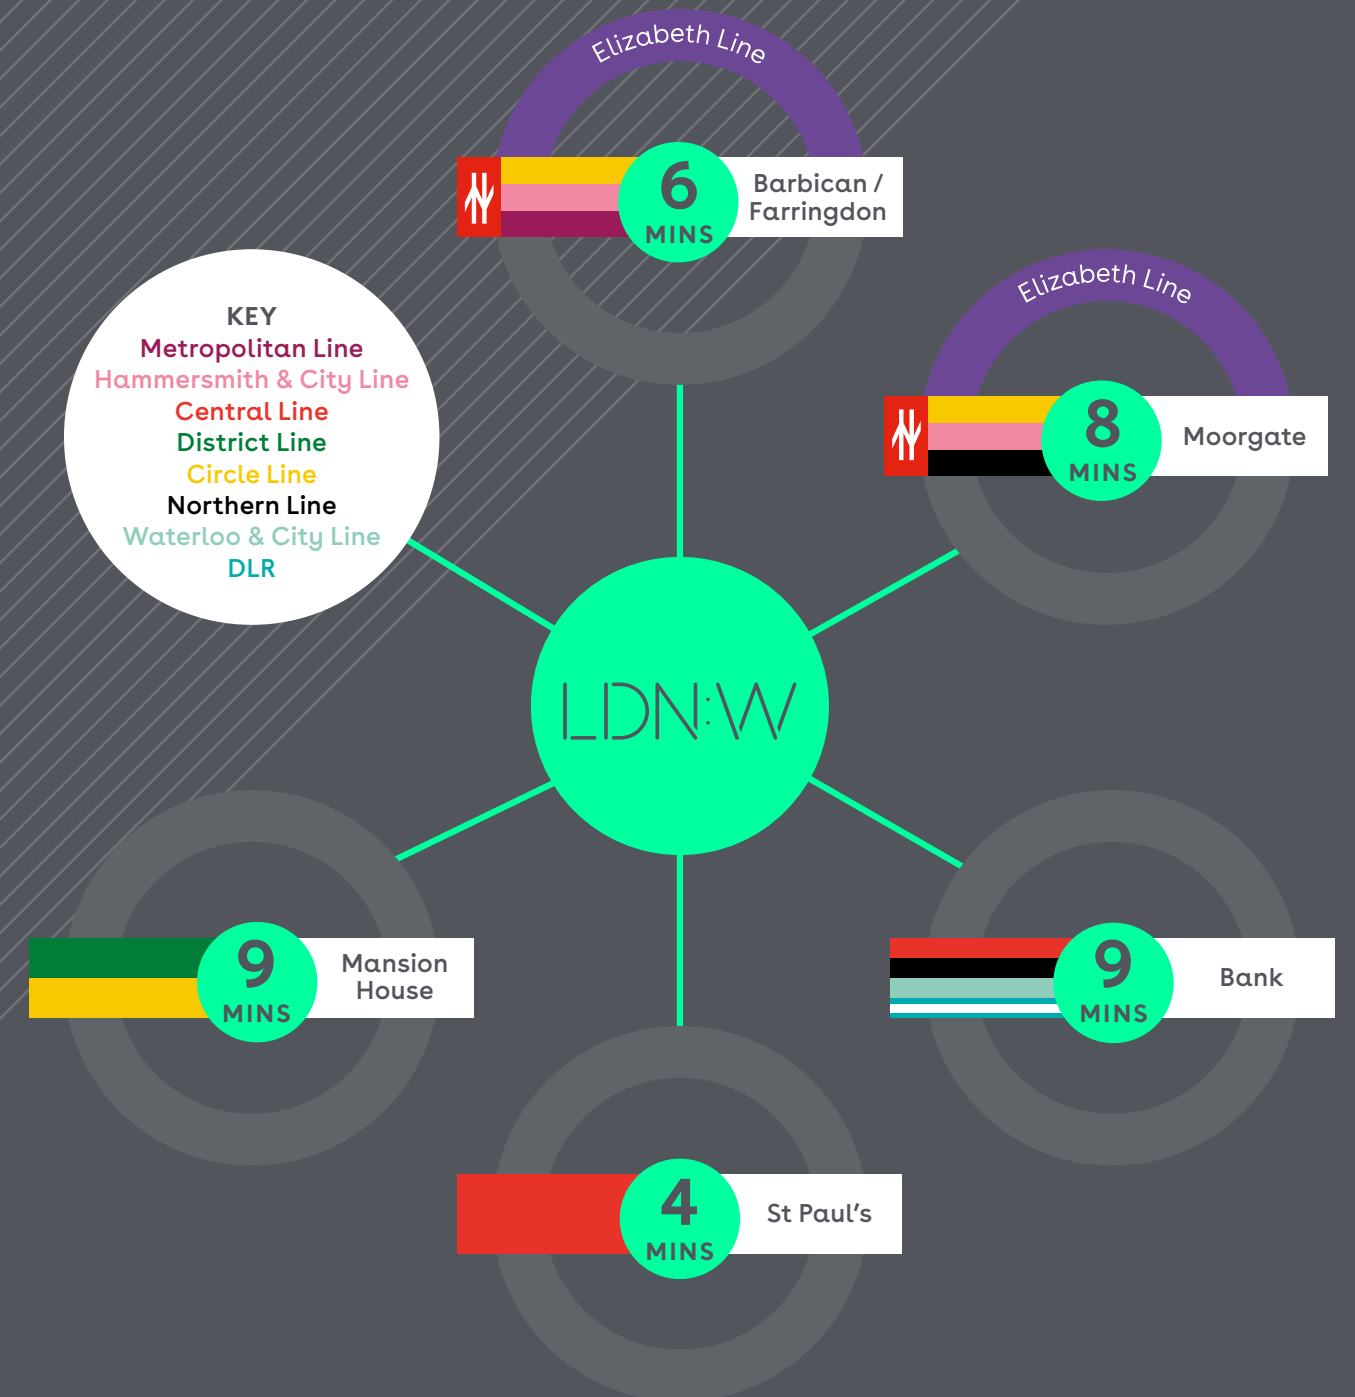 Elizabeth Line
6
MINS
Barbican /
Farringdon
Elizabeth Line
8
MINS
Moorgate
KEY
Metropolitan Line
Hammersmith & City Line
Central Line
District Line
Circle Line
Northern Line
Waterloo & City Line
DLR
LDN:W
9
MINS
Mansion
House
9
MINS
Bank
4
MINS
St Paul’s